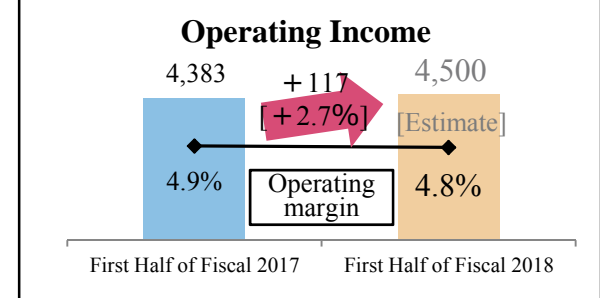 Operating Income
4,383
+117
[+2.7%]
4,500
[Estimate]
4.9%
Operating
margin
4.8%
First Half of Fiscal 2017
First Half of Fiscal 2018